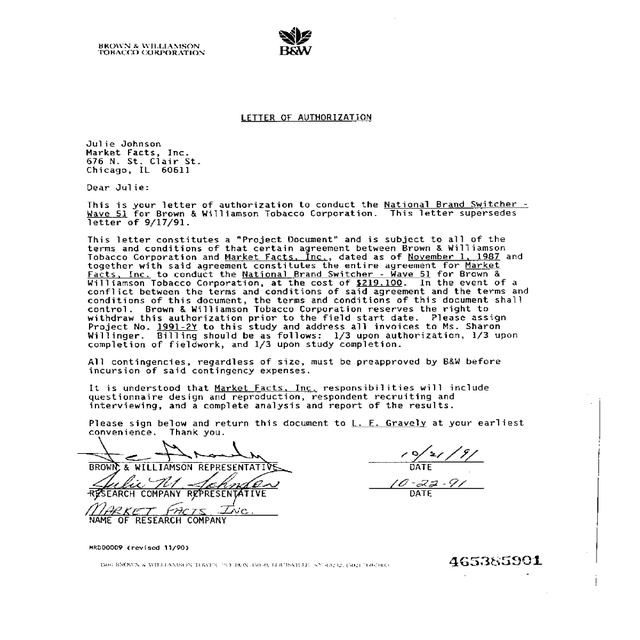 BROWN & WILLIAMSON
TOBACCO CORPORATION
B&W
LETTER OF AUTHORIZATION
Julie Johnson
Market Facts, Inc.
676 N. St. Clair St.
Chicago, IL 60611
Dear Julie:
This is your letter of authorization to conduct the National Brand Switcher -
Wave 51 for Brown & Williamson Tobacco Corporation. This letter supersedes
letter of 9/17/91.
This letter constitutes a "Project Document" and is subject to all of the
terms and conditions of that certain agreement between Brown & Williamson
Tobacco Corporation and Market Facts, Inc., dated as of November 1, 1987 and
together with said agreement constitutes the entire agreement for Market
Facts, Inc. to conduct the National Brand Switcher - Wave 51 for Brown &
Williamson Tobacco Corporation, at the cost of $219,100. In the event of a
conflict between the terms and conditions of said agreement and the terms and
conditions of this document, the terms and conditions of this document shall
control. Brown & Williamson Tobacco Corporation reserves the right to
withdraw this authorization prior to the field start date. Please assign
Project No. 1991-2Y to this study and address all invoices to Ms. Sharon
Willinger. Billing should be as follows: 1/3 upon authorization, 1/3 upon
completion of fieldwork, and 1/3 upon study completion.
All contingencies, regardless of size, must be preapproved by B&W before
incursion of said contingency expenses.
It is understood that Market Facts, Inc. responsibilities will include
questionnaire design and reproduction, respondent recruiting and
interviewing, and a complete analysis and report of the results.
Please sign below and return this document to L. F. Gravely at your earliest
convenience. Thank you.
10/21/91
BROWN & WILLIAMSON REPRESENTATIVE DATE
Julie M. Johnson 10-22-91
RESEARCH COMPANY REPRESENTATIVE DATE
MARKET FACTS INC.
NAME OF RESEARCH COMPANY
MRD00009 (revised 11/90)
465385901